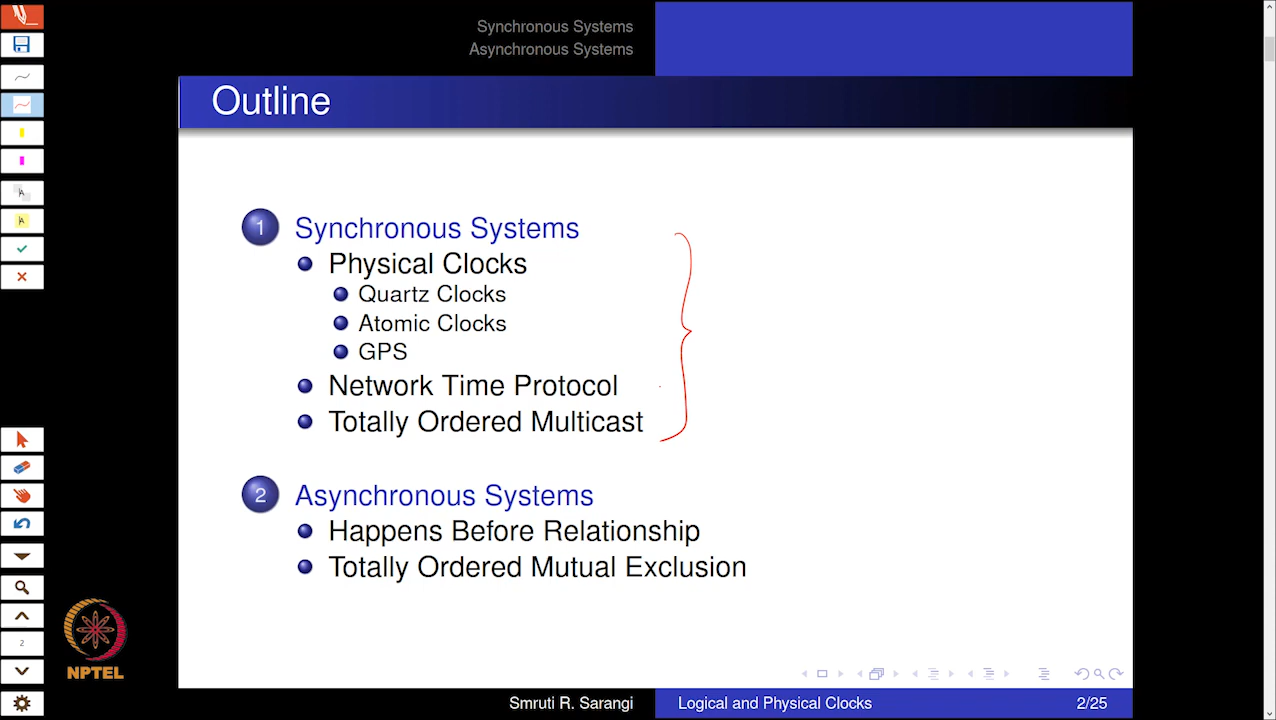 Synchronous Systems
Asynchronous Systems
Outline
1 Synchronous Systems
Physical Clocks
Quartz Clocks
Atomic Clocks
GPS
Network Time Protocol
Totally Ordered Multicast
2 Asynchronous Systems
Happens Before Relationship
Totally Ordered Mutual Exclusion
2
NPTEL
Smruti R. Sarangi
Logical and Physical Clocks
2/25